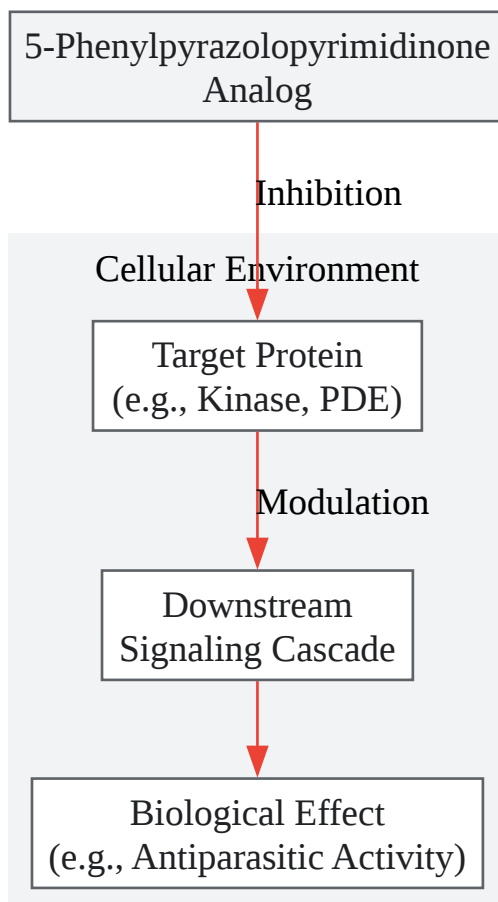 5-Phenylpyrazolopyrimidinone
Analog
Inhibition
Cellular Environment
Target Protein
(e.g., Kinase, PDE)
Modulation
Downstream
Signaling Cascade
Biological Effect
(e.g., Antiparasitic Activity)